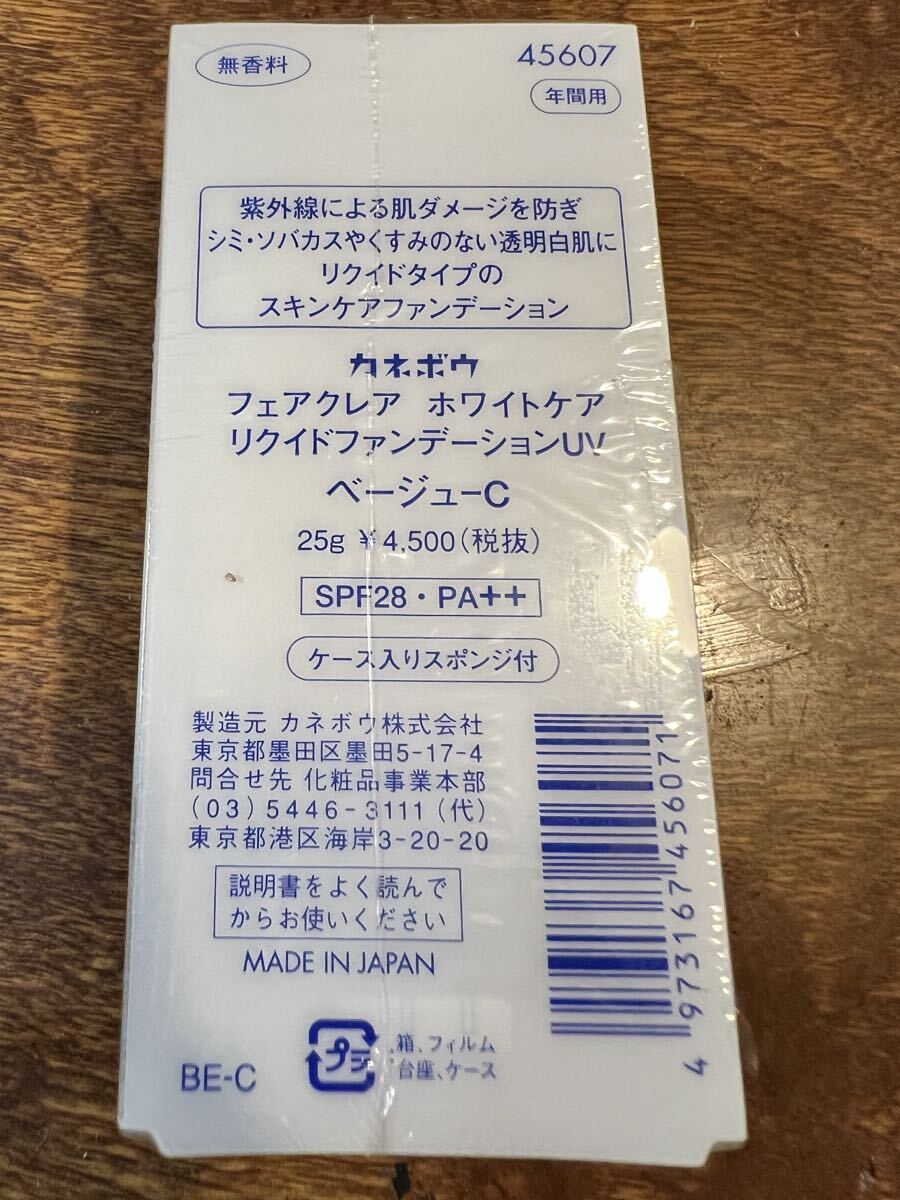 無香料
45607
年間用
紫外線による肌ダメージを防ぎ
シミ・ソバカスやくすみのない透明白肌に
リクイドタイプの
スキンケアファンデーション
カネボウ
フェアクレア ホワイトケア
リクイドファンデーションUV
ベージュ-C
25g ¥4,500(税抜)
SPF28・PA++
ケース入りスポンジ付
製造元 カネボウ株式会社
東京都墨田区墨田5-17-4
問合せ先 化粧品事業本部
(03)5446-3111(代)
東京都港区海岸3-20-20
説明書をよく読んで
からお使いください
MADE IN JAPAN
4 973167 456071
BE-C
プラ
箱、フィルム
台座、ケース